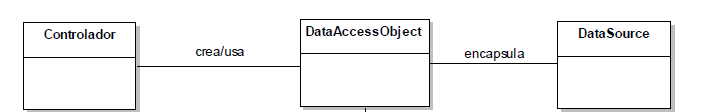 Controlador
crea/usa
DataAccessObject
encapsula
DataSource